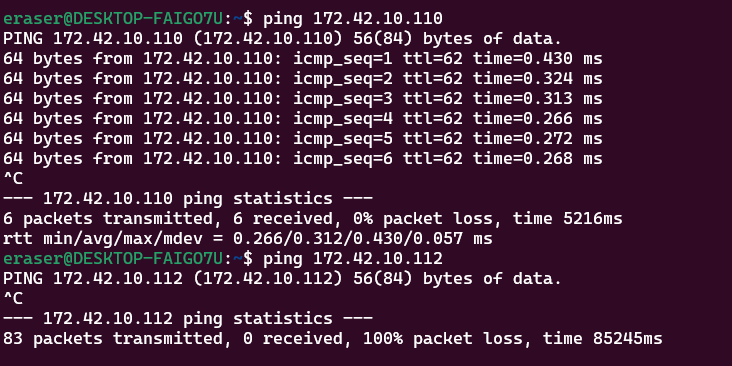 eraser@DESKTOP-FAIGO7U:~$ ping 172.42.10.110
PING 172.42.10.110 (172.42.10.110) 56(84) bytes of data.
64 bytes from 172.42.10.110: icmp_seq=1 ttl=62 time=0.430 ms
64 bytes from 172.42.10.110: icmp_seq=2 ttl=62 time=0.324 ms
64 bytes from 172.42.10.110: icmp_seq=3 ttl=62 time=0.313 ms
64 bytes from 172.42.10.110: icmp_seq=4 ttl=62 time=0.266 ms
64 bytes from 172.42.10.110: icmp_seq=5 ttl=62 time=0.272 ms
64 bytes from 172.42.10.110: icmp_seq=6 ttl=62 time=0.268 ms
^C
--- 172.42.10.110 ping statistics ---
6 packets transmitted, 6 received, 0% packet loss, time 5216ms
rtt min/avg/max/mdev = 0.266/0.312/0.430/0.057 ms
eraser@DESKTOP-FAIGO7U:~$ ping 172.42.10.112
PING 172.42.10.112 (172.42.10.112) 56(84) bytes of data.
^C
--- 172.42.10.112 ping statistics ---
83 packets transmitted, 0 received, 100% packet loss, time 85245ms